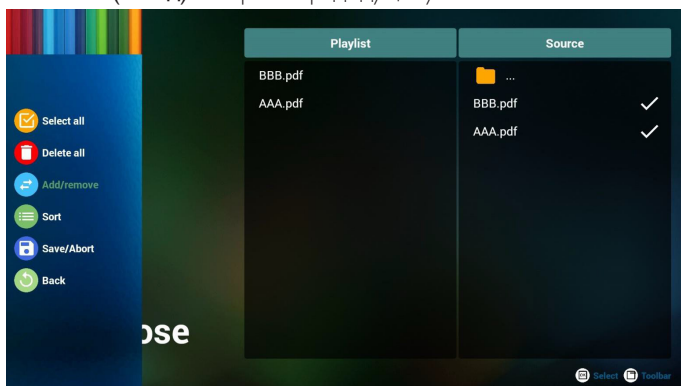 Playlist
Source
BBB.pdf
AAA.pdf
...
BBB.pdf
AAA.pdf
Select all
Delete all
Add/remove
Sort
Save/Abort
Back
ose
Select
Toolbar